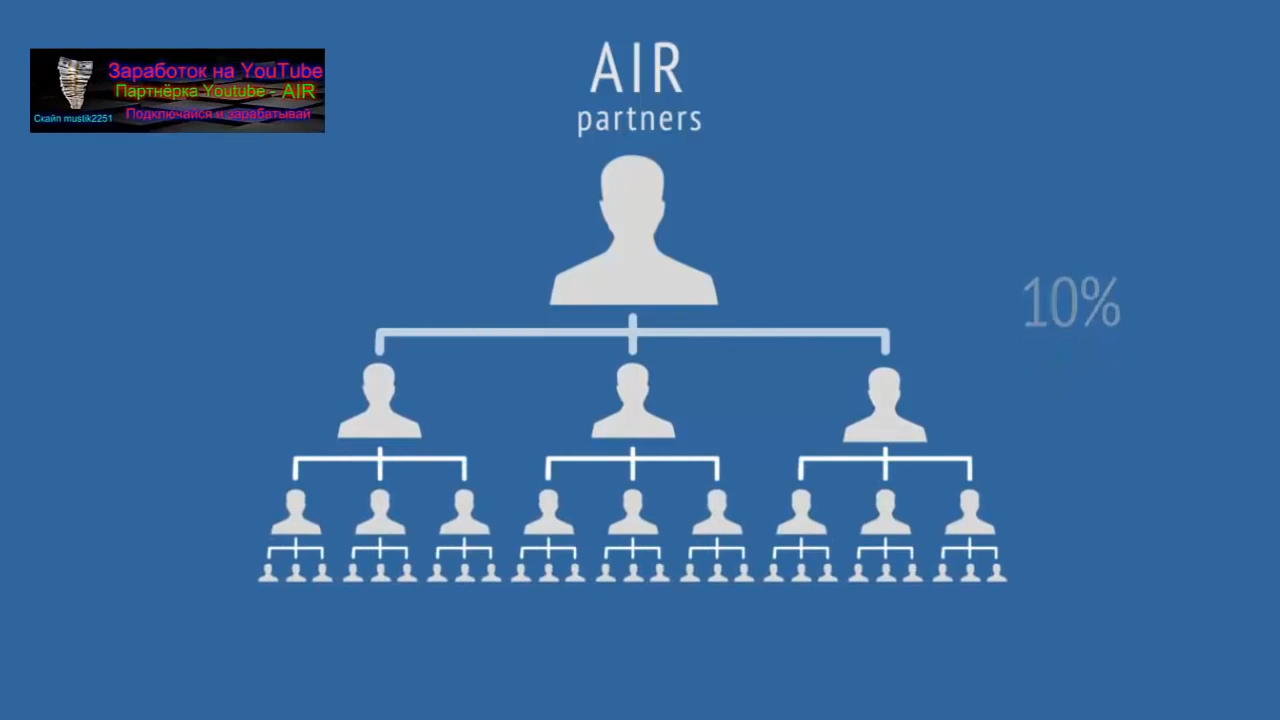 Заработок на YouTube
Партнёрка Youtube - AIR
Подключайся и зарабатывай
Скайп mustik2251
AIR
partners
10%